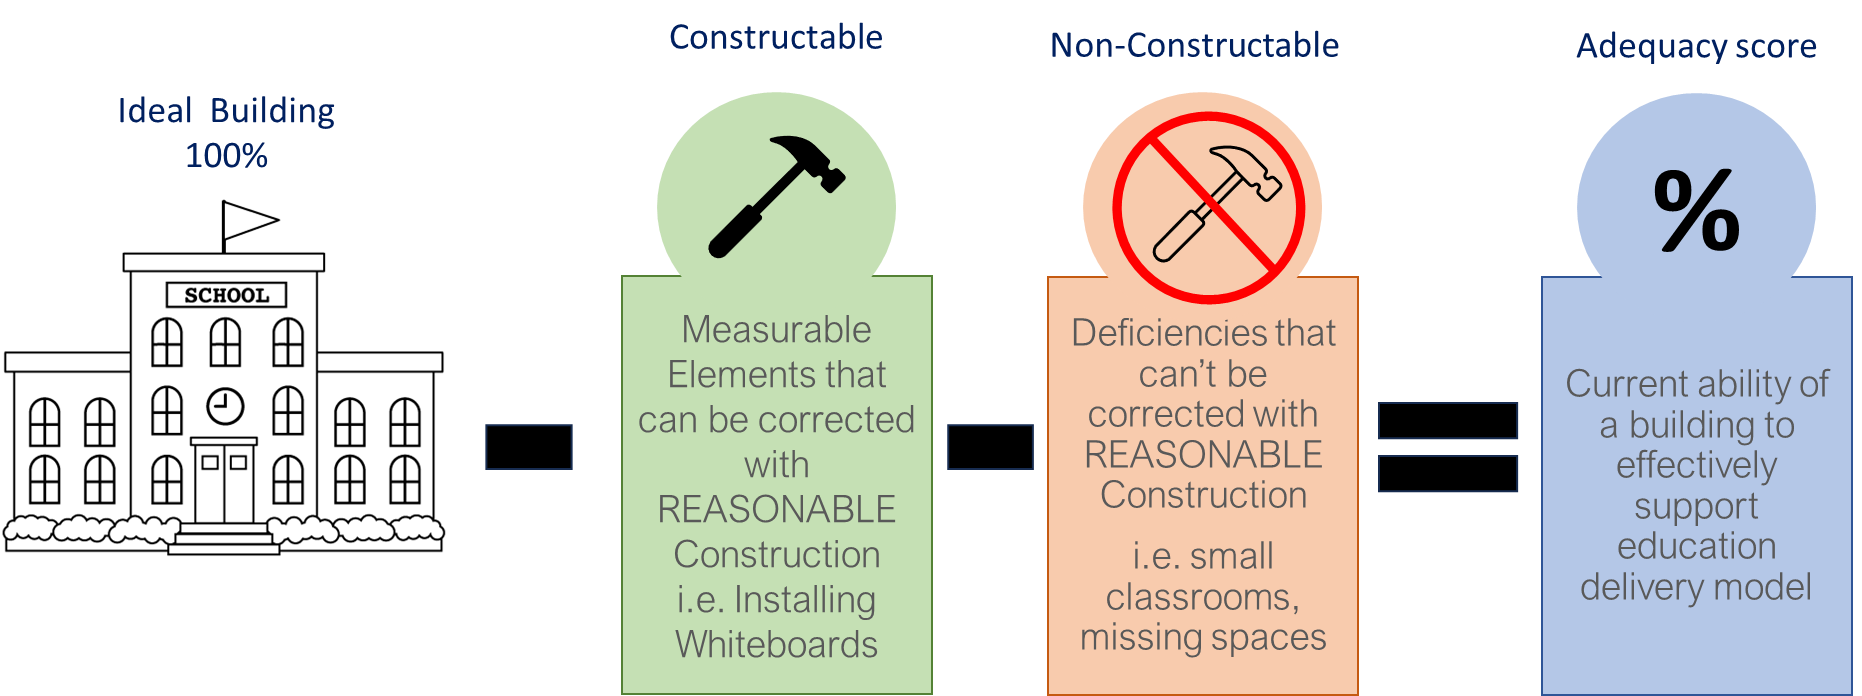 Ideal Building
100%
SCHOOL
Constructable
Measurable
Elements that
can be corrected
with
REASONABLE
Construction
i.e. Installing
Whiteboards
Non-Constructable
Deficiencies that
can’t be
corrected with
REASONABLE
Construction
i.e. small
classrooms,
missing spaces
Adequacy score
%
Current ability of
a building to
effectively
support
education
delivery model